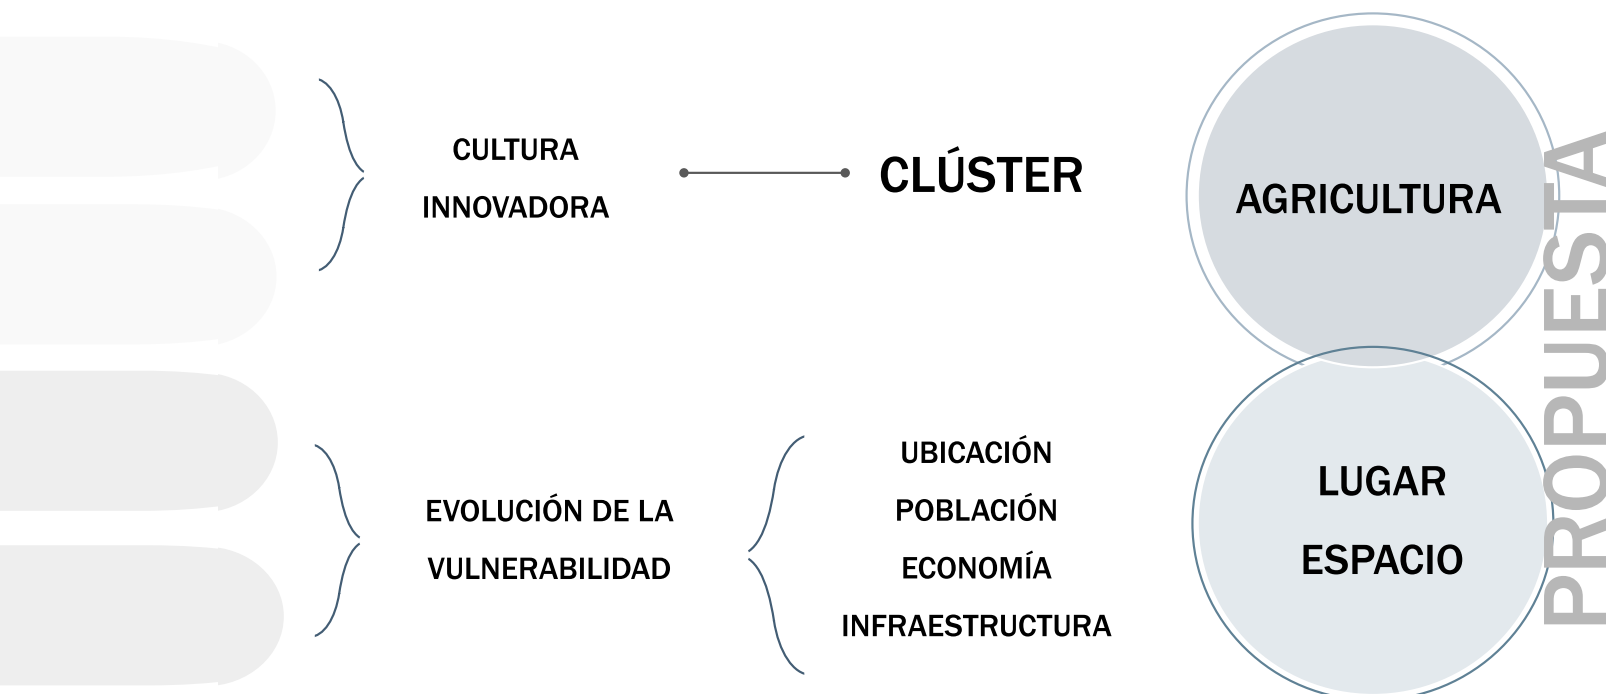 CULTURA
INNOVADORA
CLÚSTER
AGRICULTURA
EVOLUCIÓN DE LA
VULNERABILIDAD
UBICACIÓN
POBLACIÓN
ECONOMÍA
INFRAESTRUCTURA
LUGAR
ESPACIO
PROPUESTA